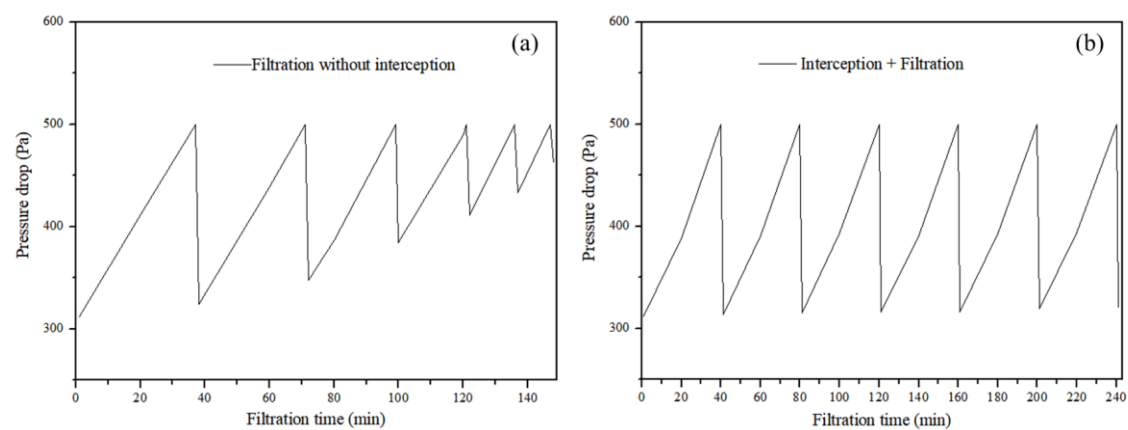 (a)
Filtration without interception
600
500
400
300
Pressure drop (Pa)
0 20 40 60 80 100 120 140
Filtration time (min)
(b)
Interception + Filtration
600
500
400
300
Pressure drop (Pa)
0 20 40 60 80 100 120 140 160 180 200 220 240
Filtration time (min)